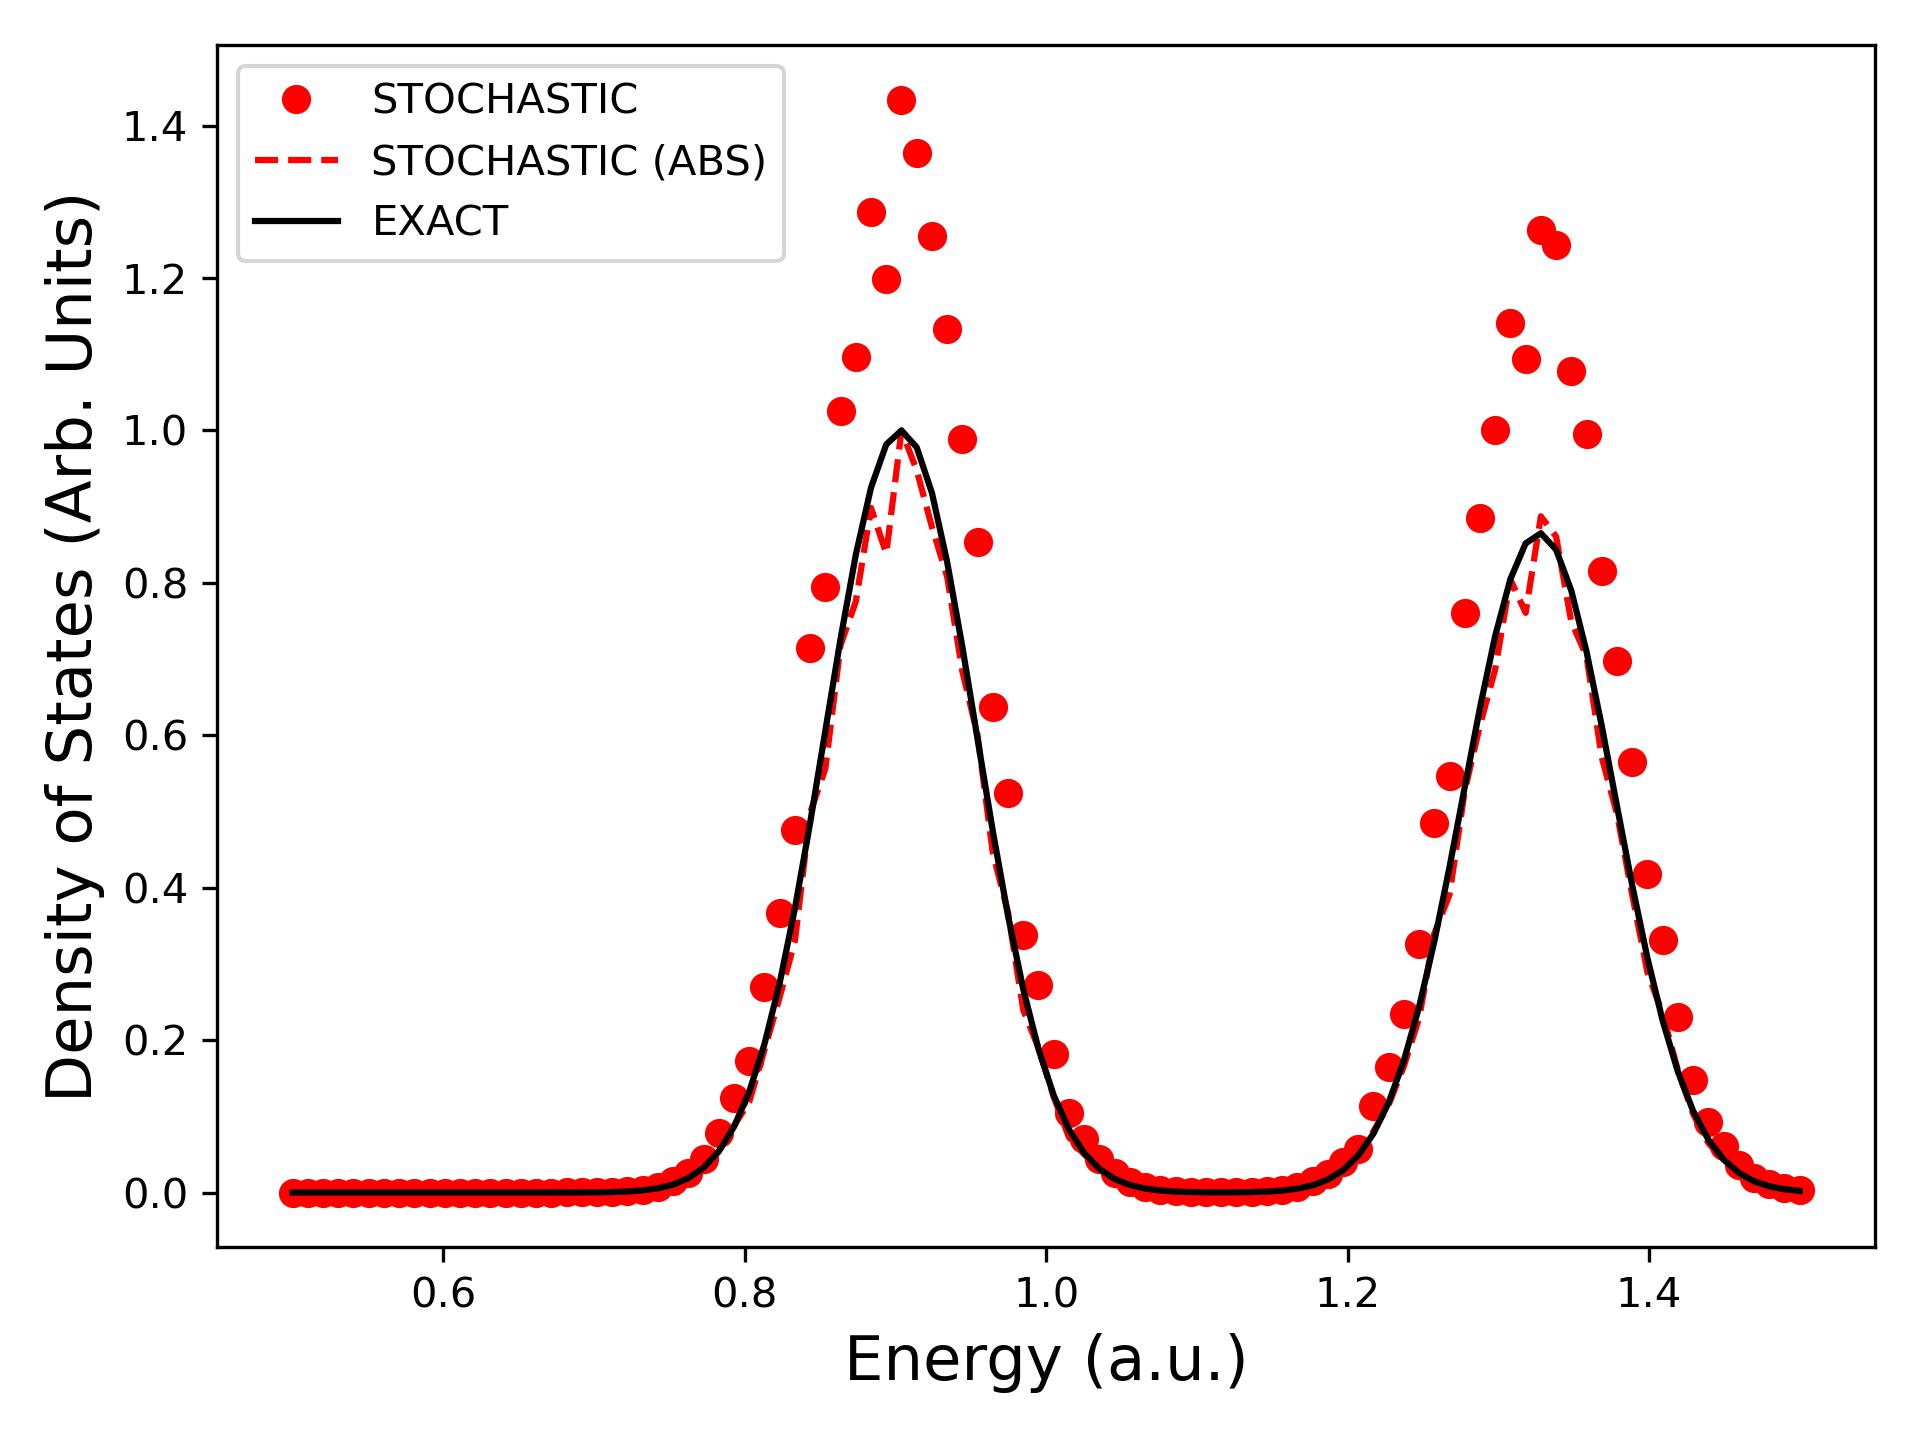 STOCHASTIC
STOCHASTIC (ABS)
EXACT
Density of States (Arb. Units)
1.4
1.2
1.0
0.8
0.6
0.4
0.2
0.0
0.6 0.8 1.0 1.2 1.4
Energy (a.u.)